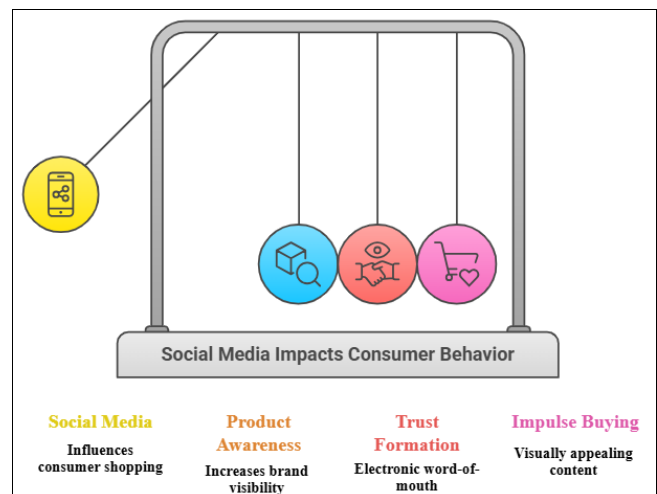 Social Media Impacts Consumer Behavior
Social Media
Influences
consumer shopping
Product
Awareness
Increases brand
visibility
Trust
Formation
Electronic word-of-
mouth
Impulse Buying
Visually appealing
content